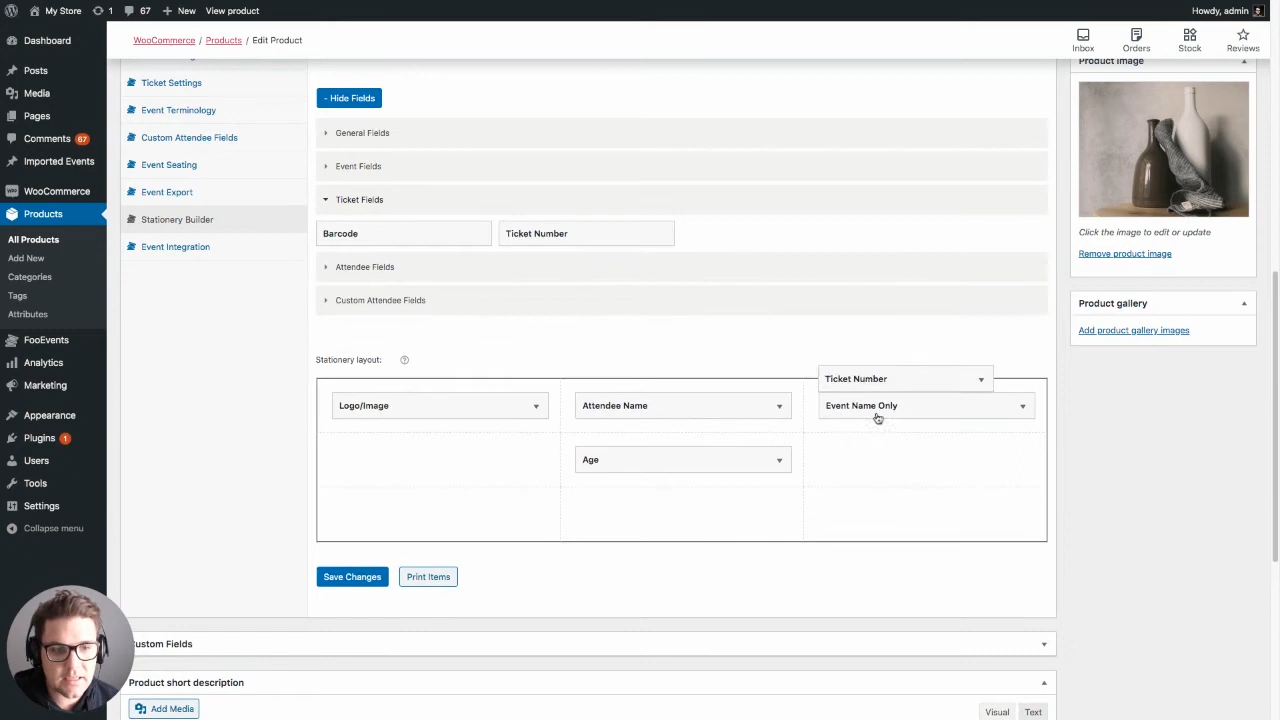 My Store
1
67
New
View product
Howdy, admin
WooCommerce / Products / Edit Product
Inbox
Orders
Stock
Reviews
Dashboard
Posts
Media
Pages
Comments 67
Imported Events
WooCommerce
Products
All Products
Add New
Categories
Tags
Attributes
FooEvents
Analytics
Marketing
Appearance
Plugins 1
Users
Tools
Settings
Collapse menu
Ticket Settings
Event Terminology
Custom Attendee Fields
Event Seating
Event Export
Stationery Builder
Event Integration
- Hide Fields
General Fields
Event Fields
Ticket Fields
Barcode
Ticket Number
Attendee Fields
Custom Attendee Fields
Stationery layout:
Ticket Number
Logo/Image
Attendee Name
Event Name Only
Age
Save Changes
Print Items
Product image
Click the image to edit or update
Remove product image
Product gallery
Add product gallery images
Custom Fields
Product short description
Add Media
Visual
Text